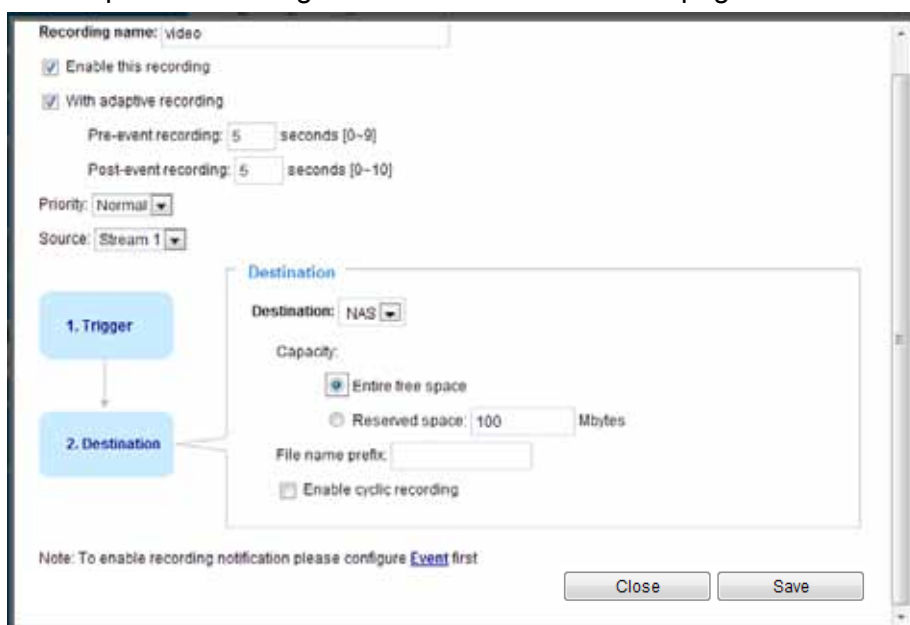 Recording name: video
Enable this recording
With adaptive recording
Pre-event recording: 5 seconds [0~9]
Post-event recording: 5 seconds [0~10]
Priority: Normal
Source: Stream 1
Destination
1. Trigger
Destination: NAS
Capacity:
Entire free space
Reserved space: 100 Mbytes
2. Destination
File name prefix:
Enable cyclic recording
Note: To enable recording notification please configure Event first
Close Save